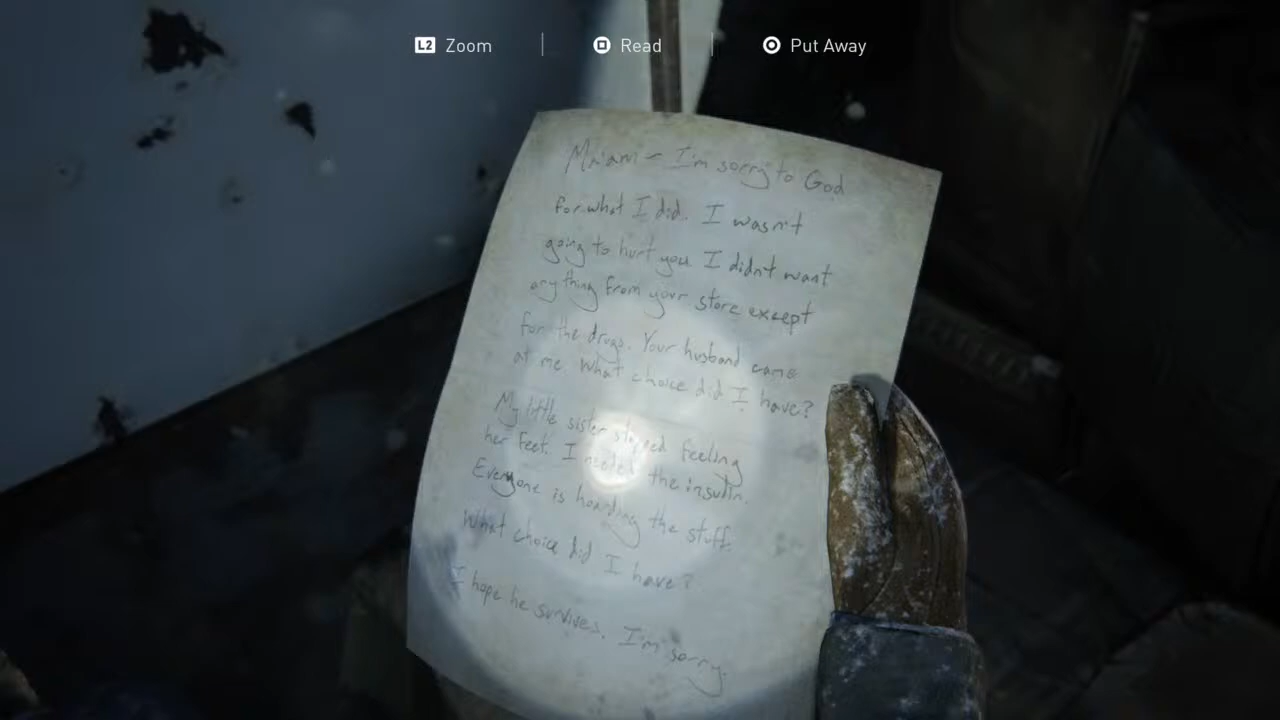 L2 Zoom | Read | Put Away
Ma'am - I'm sorry to God
for what I did. I wasn't
going to hurt you I didn't want
anything from your store except
for the drugs. Your husband came
at me. What choice did I have?
My little sister stopped feeling
her feet. I needed the insulin.
Everyone is hoarding the stuff.
What choice did I have?
I hope he survives. I'm sorry.